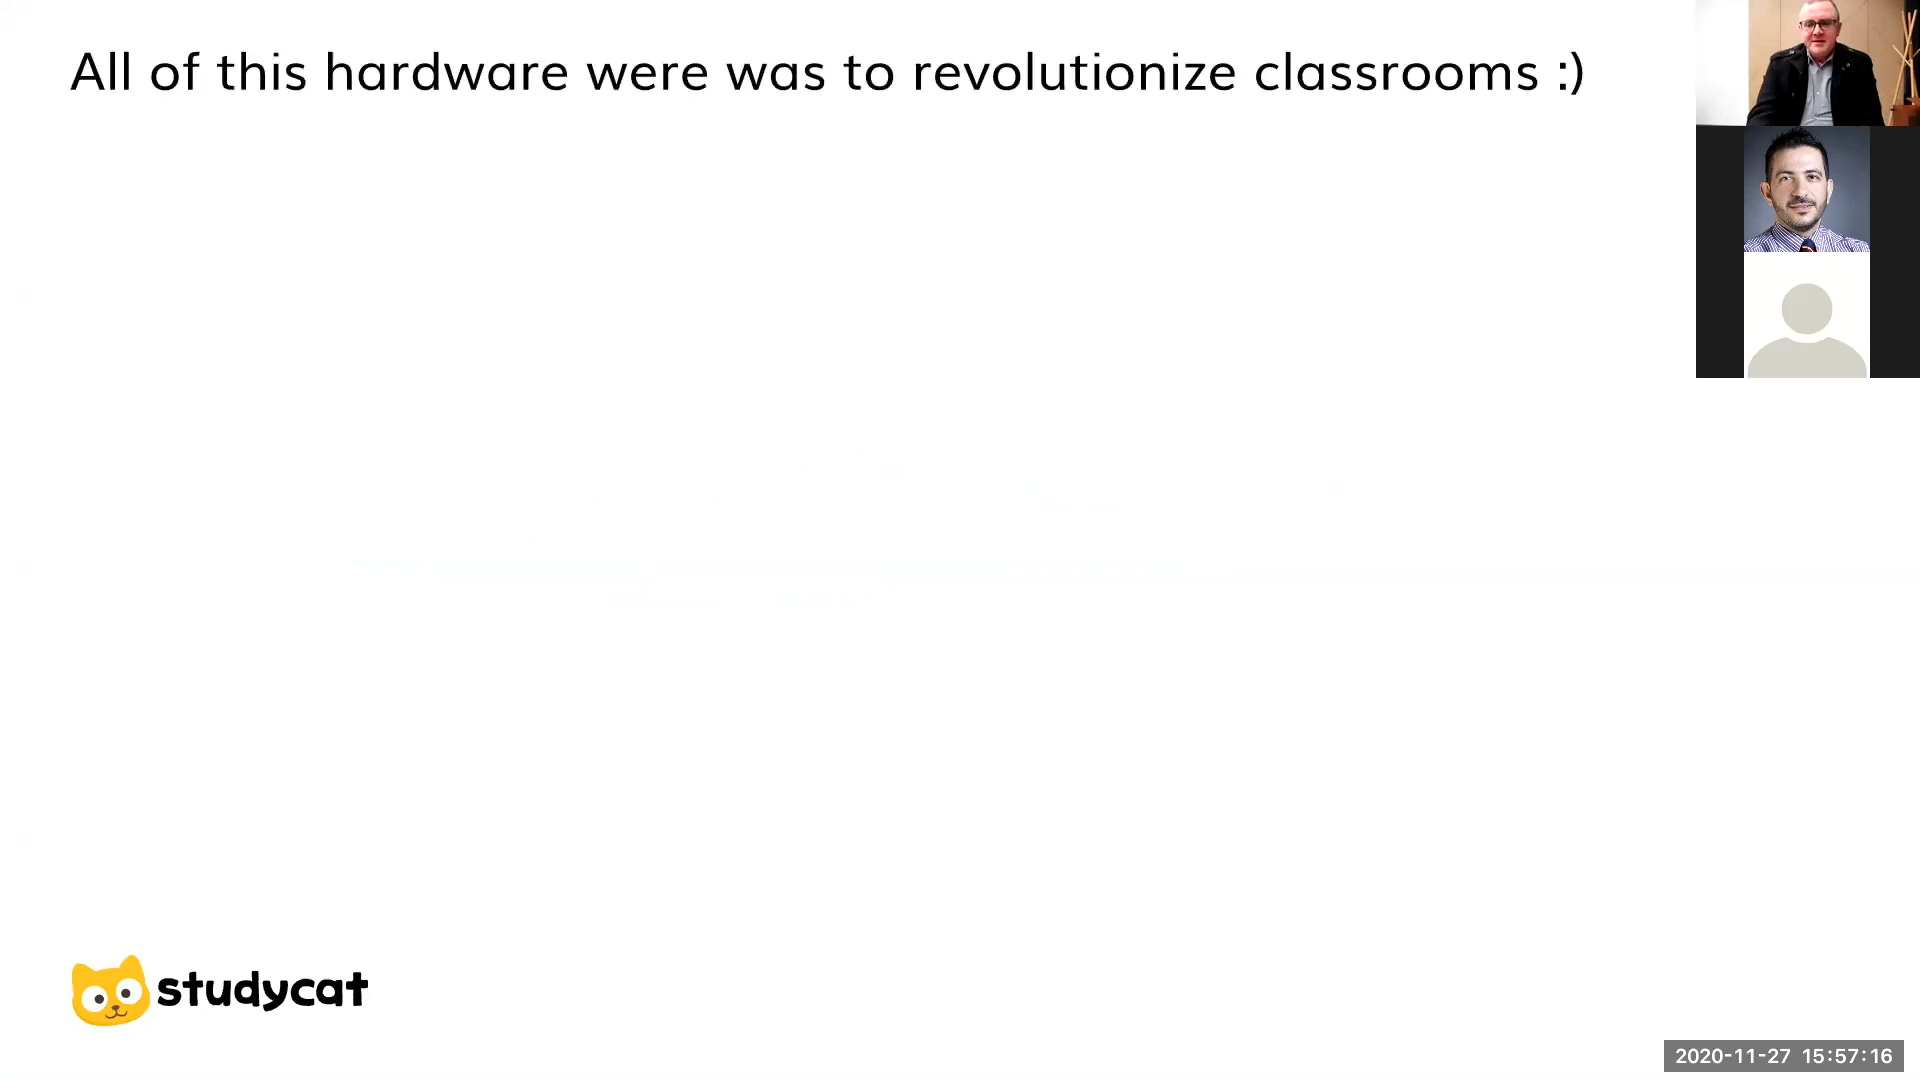 All of this hardware were was to revolutionize classrooms :)
studycat
2020-11-27 15:57:16